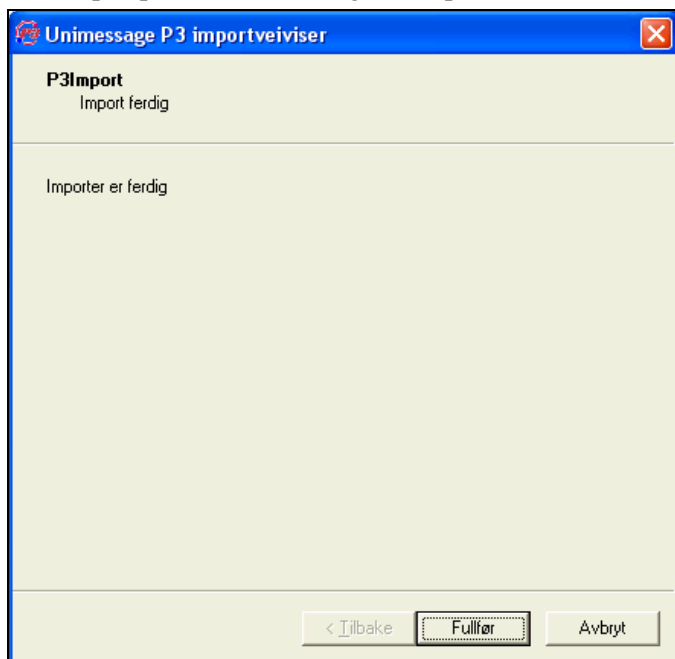 Unimessage P3 importveiviser
P3Import
Import ferdig
Importer er ferdig
< Tilbake
Fullfør
Avbryt